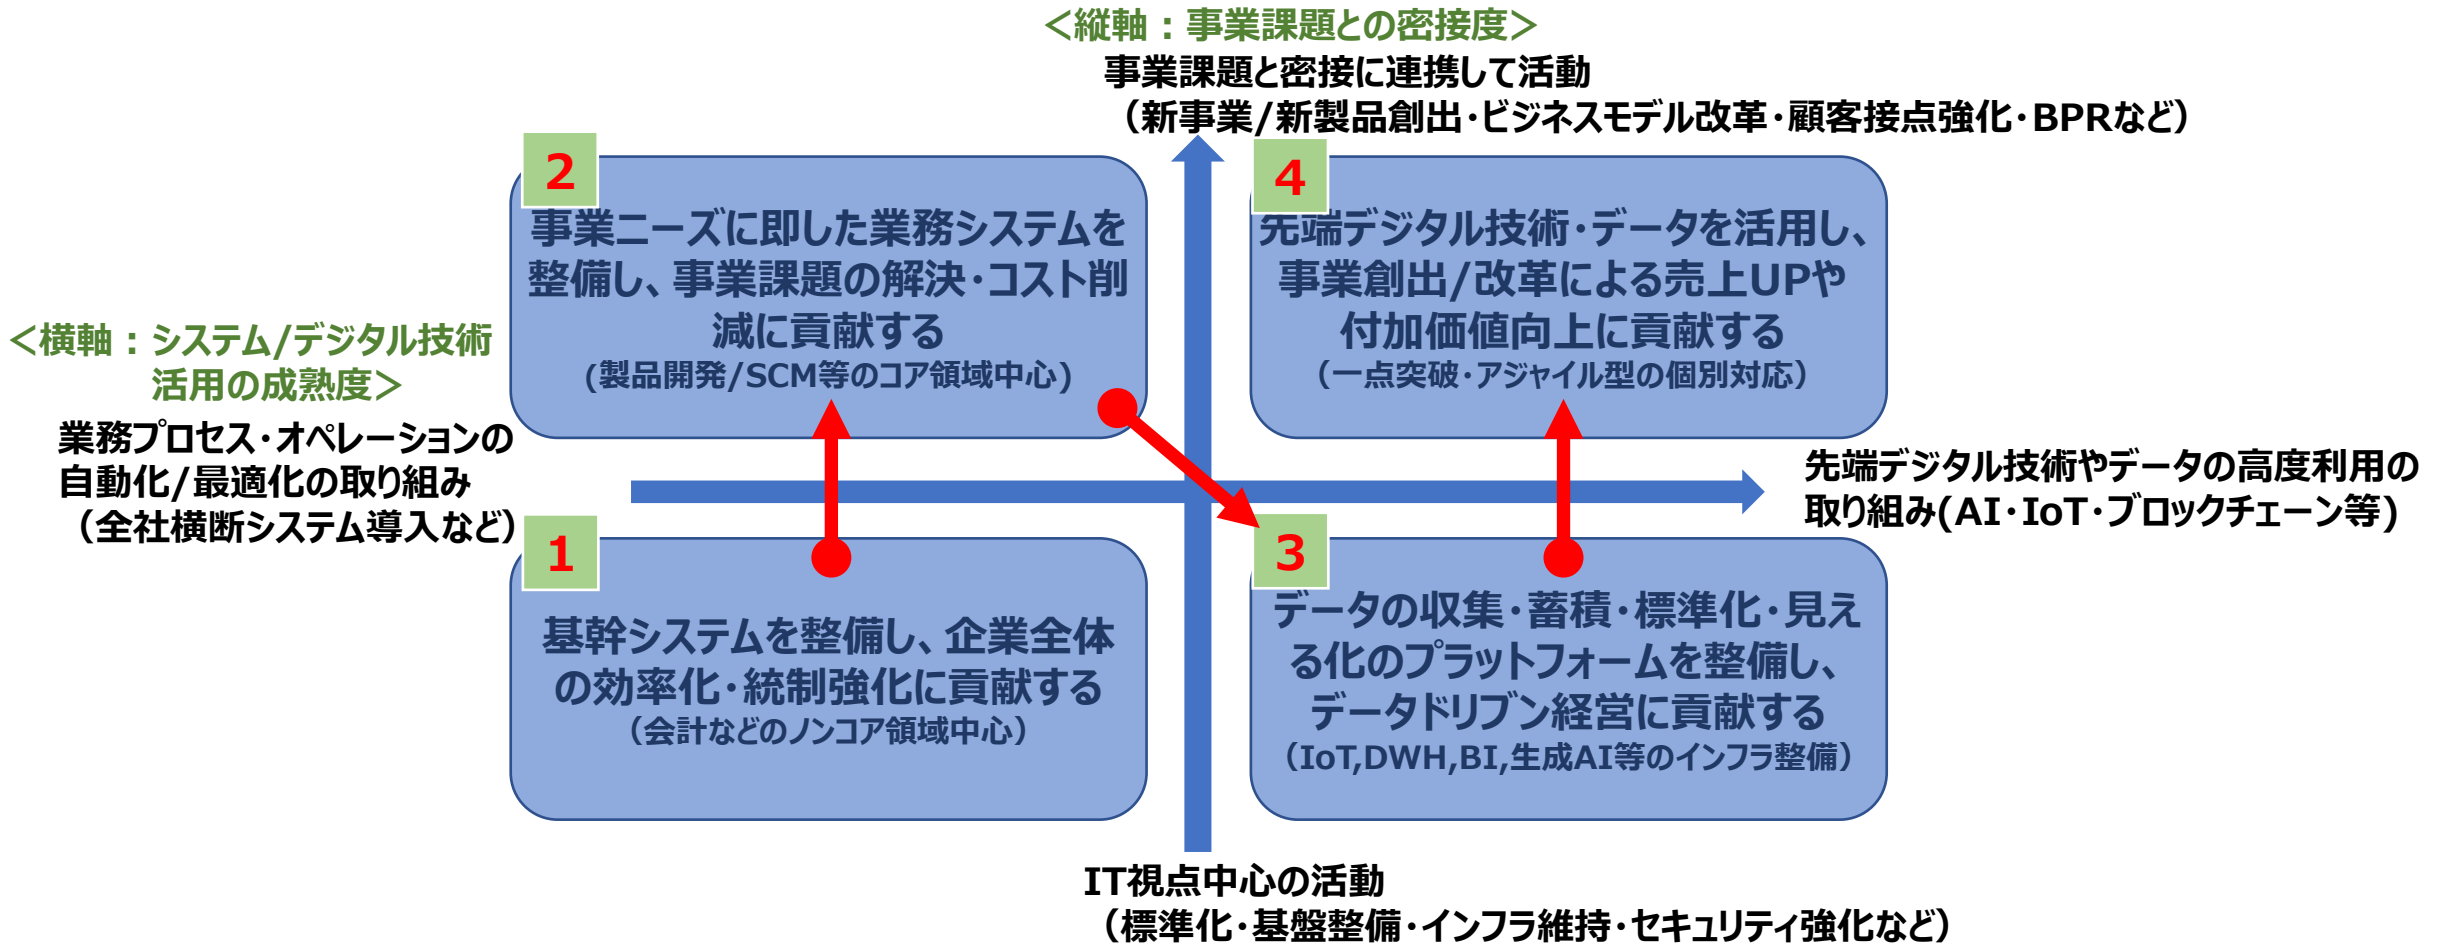 ＜縦軸：事業課題との密接度＞
事業課題と密接に連携して活動
（新事業/新製品創出・ビジネスモデル改革・顧客接点強化・BPRなど）
2
事業ニーズに即した業務システムを
整備し、事業課題の解決・コスト削
減に貢献する
(製品開発/SCM等のコア領域中心)
4
先端デジタル技術・データを活用し、
事業創出/改革による売上UPや
付加価値向上に貢献する
（一点突破・アジャイル型の個別対応）
＜横軸：システム/デジタル技術
活用の成熟度＞
業務プロセス・オペレーションの
自動化/最適化の取り組み
（全社横断システム導入など）
先端デジタル技術やデータの高度利用の
取り組み(AI・IoT・ブロックチェーン等)
1
基幹システムを整備し、企業全体
の効率化・統制強化に貢献する
（会計などのノンコア領域中心）
3
データの収集・蓄積・標準化・見え
る化のプラットフォームを整備し、
データドリブン経営に貢献する
（IoT,DWH,BI,生成AI等のインフラ整備）
IT視点中心の活動
（標準化・基盤整備・インフラ維持・セキュリティ強化など）